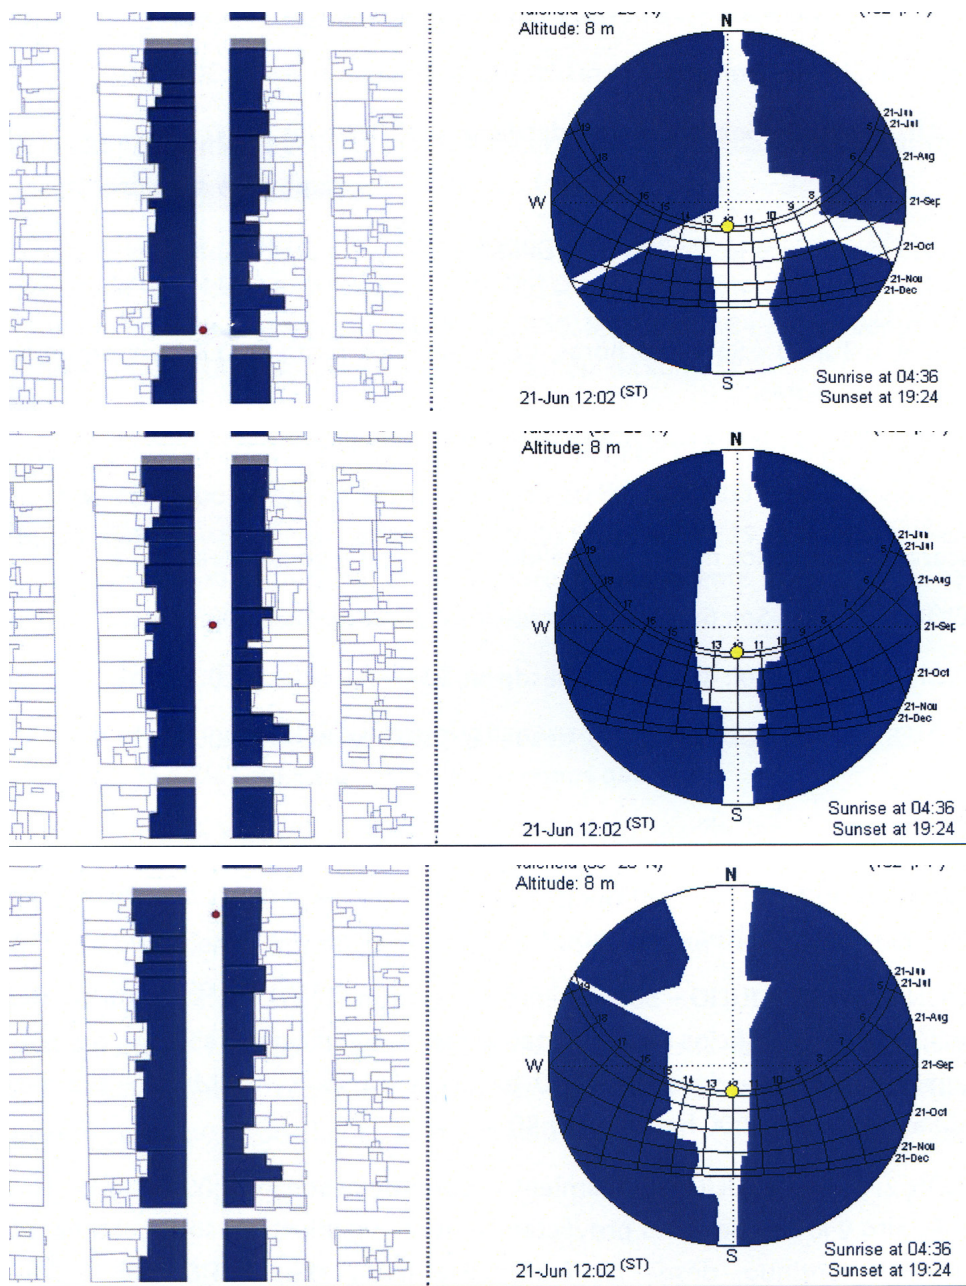 N
Altitude: 8 m
21-Jun
21-Jul
19
5
21-Aug
18
6
17
7
16
8
W
21-Sep
15
9
14
13
12
11
10
21-Oct
21-Nov
21-Dec
S
Sunrise at 04:36
21-Jun 12:02 (ST)
Sunset at 19:24
N
Altitude: 8 m
21-Jun
21-Jul
19
5
21-Aug
18
6
17
7
16
8
W
21-Sep
15
9
14
13
12
11
10
21-Oct
21-Nov
21-Dec
S
Sunrise at 04:36
21-Jun 12:02 (ST)
Sunset at 19:24
N
Altitude: 8 m
21-Jun
21-Jul
19
5
21-Aug
18
6
17
7
16
8
W
21-Sep
15
9
14
13
12
11
10
21-Oct
21-Nov
21-Dec
S
Sunrise at 04:36
21-Jun 12:02 (ST)
Sunset at 19:24